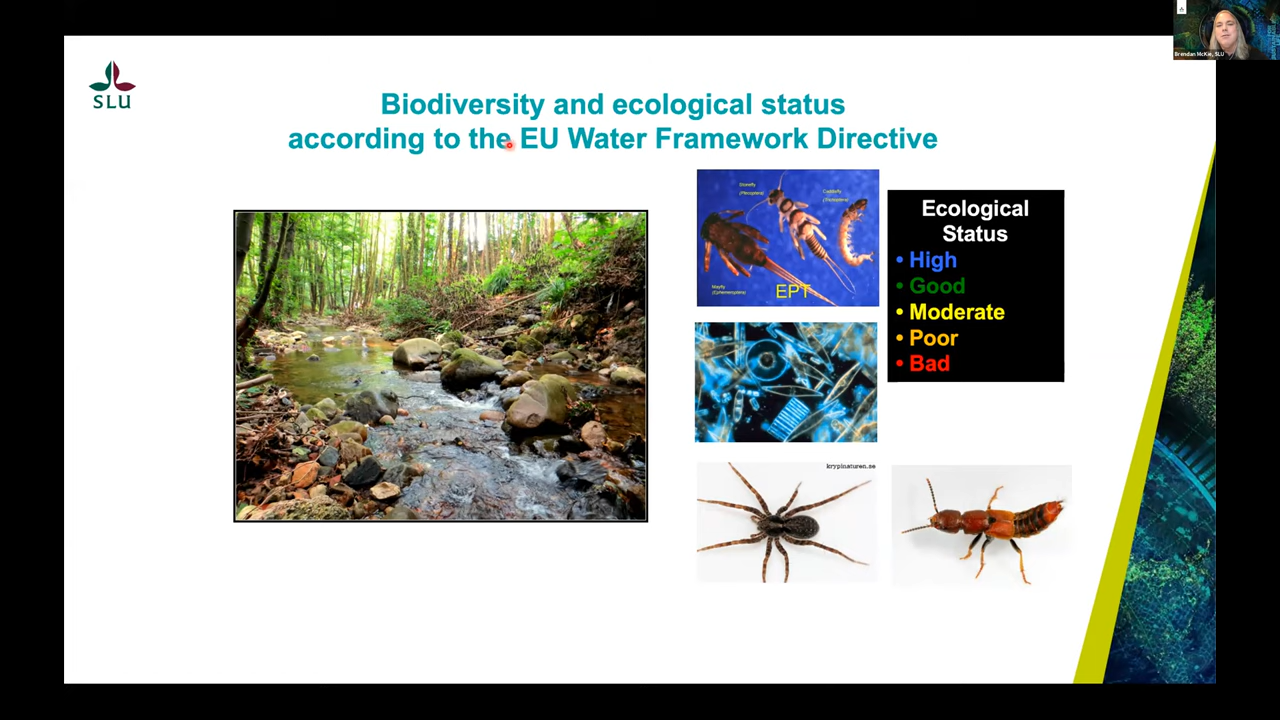 Brendan McKie, SLU
SLU
Biodiversity and ecological status
according to the EU Water Framework Directive
Stonefly
(Plecoptera)
Caddisfly
(Trichoptera)
Mayfly
(Ephemeroptera)
EPT
Ecological
Status
• High
• Good
• Moderate
• Poor
• Bad
krypinaturen.se